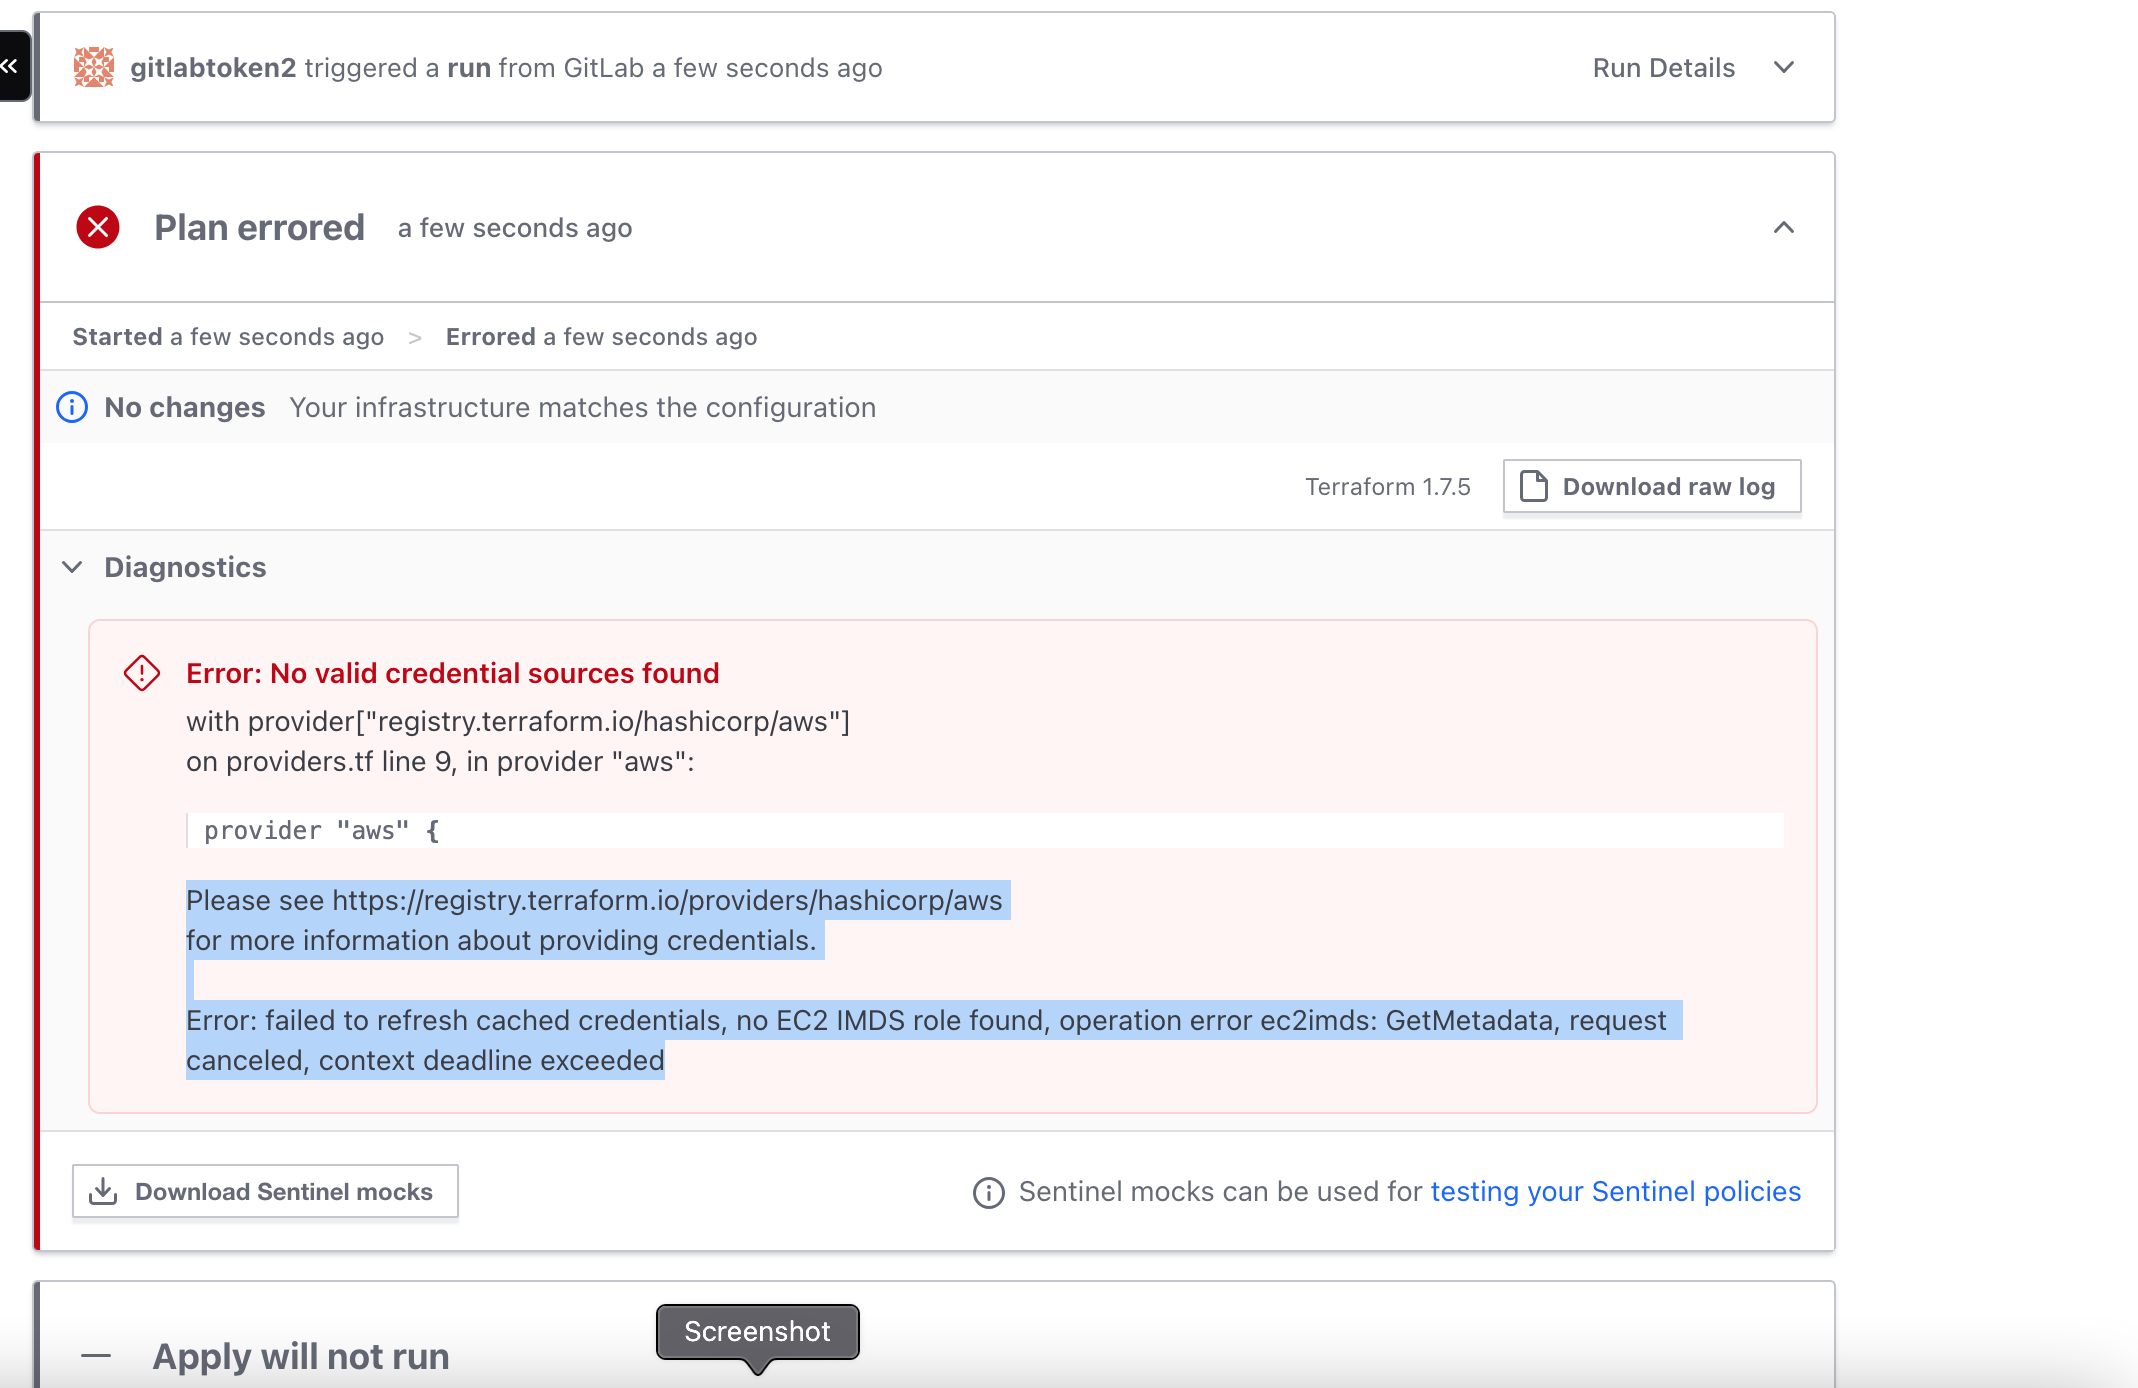 gitlabtoken2 triggered a run from GitLab a few seconds ago
Run Details
Plan errored a few seconds ago
Started a few seconds ago > Errored a few seconds ago
No changes Your infrastructure matches the configuration
Terraform 1.7.5
Download raw log
Diagnostics
Error: No valid credential sources found
with provider["registry.terraform.io/hashicorp/aws"]
on providers.tf line 9, in provider "aws":
provider "aws" {
Please see https://registry.terraform.io/providers/hashicorp/aws
for more information about providing credentials.
Error: failed to refresh cached credentials, no EC2 IMDS role found, operation error ec2imds: GetMetadata, request
canceled, context deadline exceeded
Download Sentinel mocks
Sentinel mocks can be used for testing your Sentinel policies
Screenshot
Apply will not run